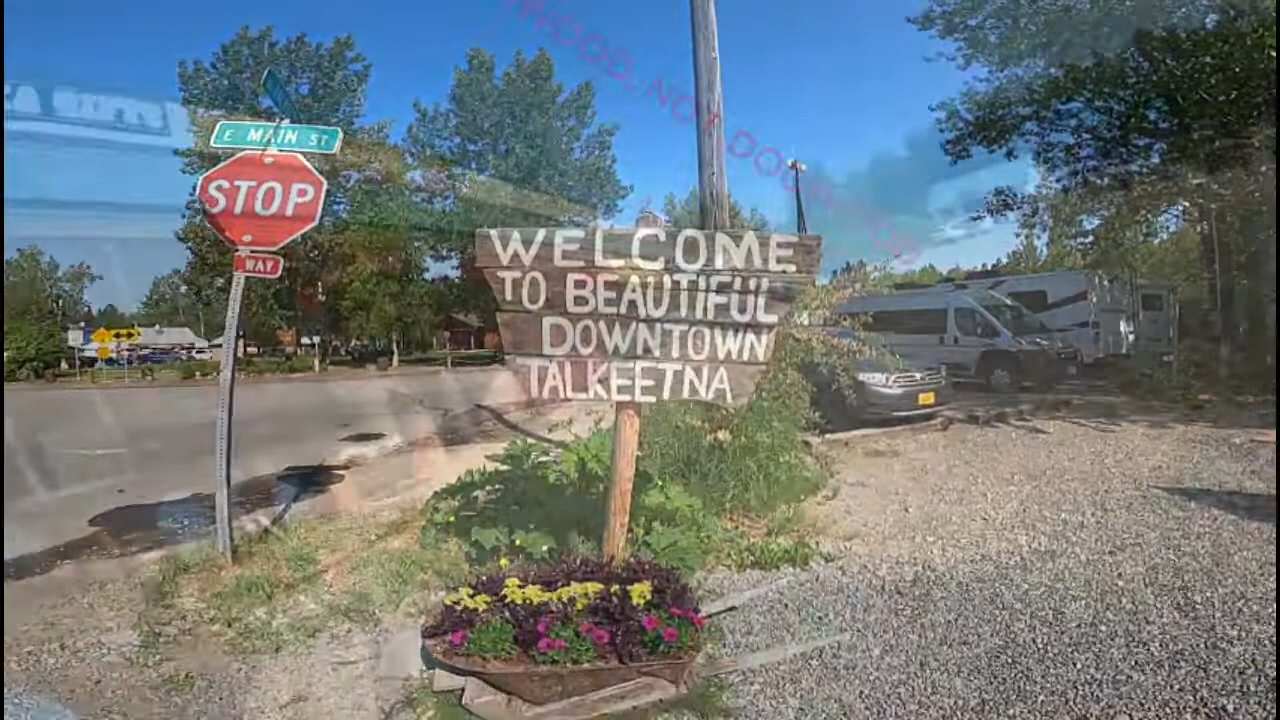 E MAIN ST
STOP
WAY
WELCOME
TO BEAUTIFUL
DOWNTOWN
TALKEETNA